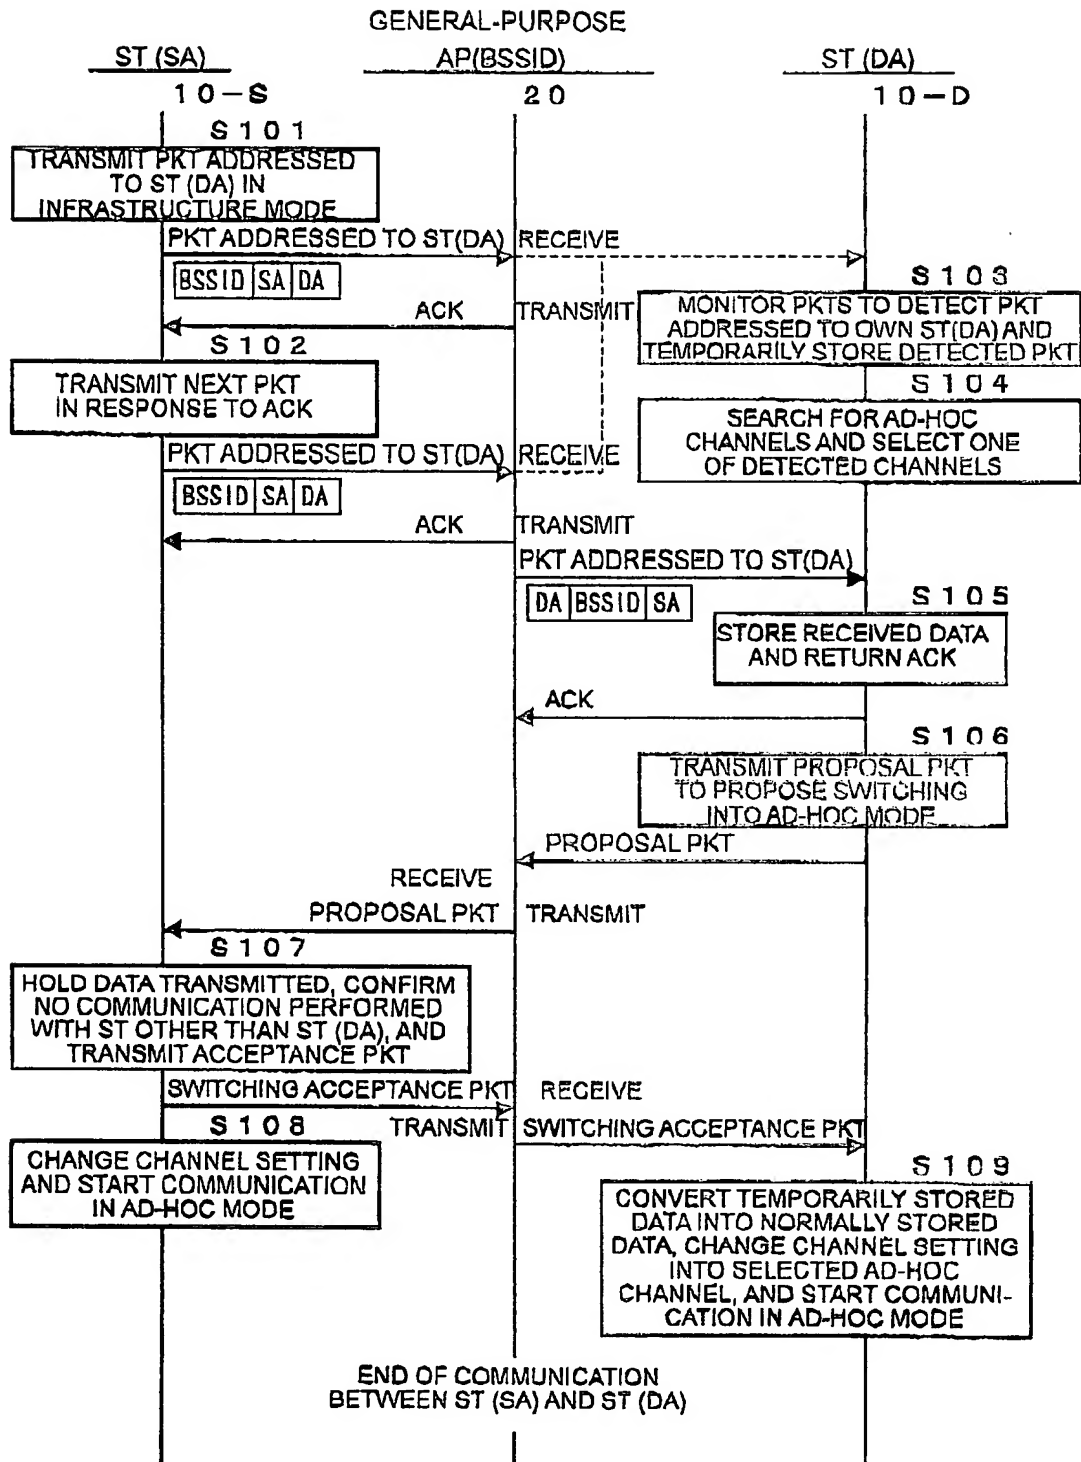 GENERAL-PURPOSE
ST (SA)
AP(BSSID)
ST (DA)
10-S
20
10-D
S101
TRANSMIT PKT ADDRESSED
TO ST (DA) IN
INFRASTRUCTURE MODE
PKT ADDRESSED TO ST(DA)
RECEIVE
BSSID SA DA
S103
MONITOR PKTS TO DETECT PKT
ADDRESSED TO OWN ST(DA) AND
TEMPORARILY STORE DETECTED PKT
ACK
TRANSMIT
S102
TRANSMIT NEXT PKT
IN RESPONSE TO ACK
S104
SEARCH FOR AD-HOC
CHANNELS AND SELECT ONE
OF DETECTED CHANNELS
PKT ADDRESSED TO ST(DA)
RECEIVE
BSSID SA DA
ACK
TRANSMIT
PKT ADDRESSED TO ST(DA)
DA BSSID SA
S105
STORE RECEIVED DATA
AND RETURN ACK
ACK
S106
TRANSMIT PROPOSAL PKT
TO PROPOSE SWITCHING
INTO AD-HOC MODE
PROPOSAL PKT
RECEIVE
PROPOSAL PKT
TRANSMIT
S107
HOLD DATA TRANSMITTED, CONFIRM
NO COMMUNICATION PERFORMED
WITH ST OTHER THAN ST (DA), AND
TRANSMIT ACCEPTANCE PKT
SWITCHING ACCEPTANCE PKT
RECEIVE
S108
TRANSMIT
SWITCHING ACCEPTANCE PKT
CHANGE CHANNEL SETTING
AND START COMMUNICATION
IN AD-HOC MODE
S109
CONVERT TEMPORARILY STORED
DATA INTO NORMALLY STORED
DATA, CHANGE CHANNEL SETTING
INTO SELECTED AD-HOC
CHANNEL, AND START COMMUNI-
CATION IN AD-HOC MODE
END OF COMMUNICATION
BETWEEN ST (SA) AND ST (DA)